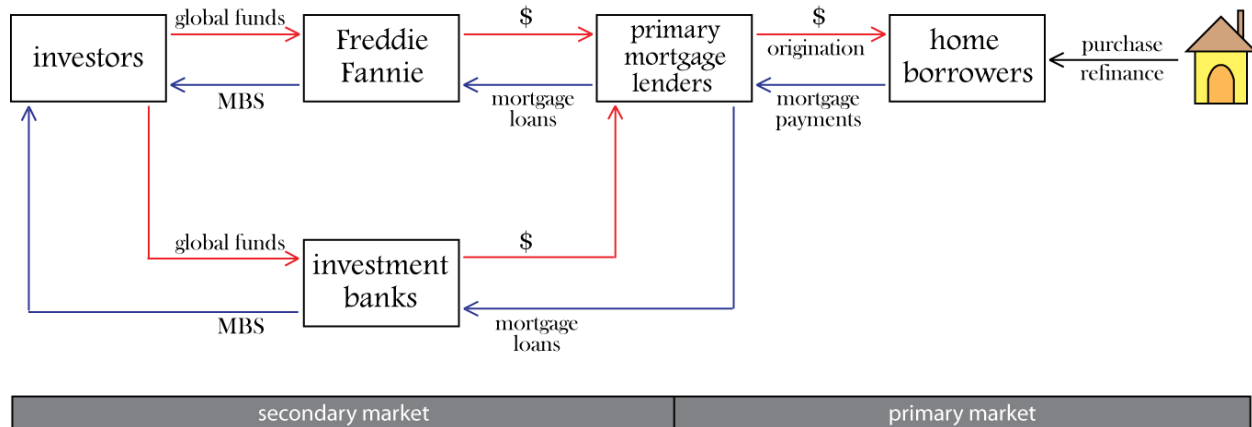 global funds
$
$
investors
Freddie
Fannie
primary
mortgage
lenders
origination
home
borrowers
purchase
refinance
MBS
mortgage
loans
mortgage
payments
global funds
$
investment
banks
MBS
mortgage
loans
secondary market
primary market